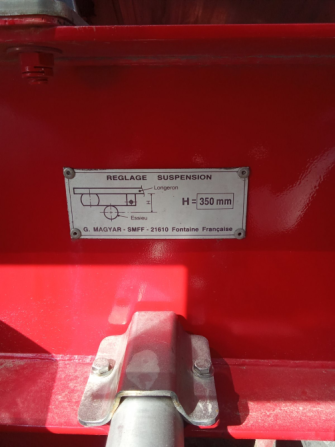 REGLAGE SUSPENSION
Longeron
H
H = 350 mm
Essieu
G. MAGYAR - SMFF - 21610 Fontaine Française